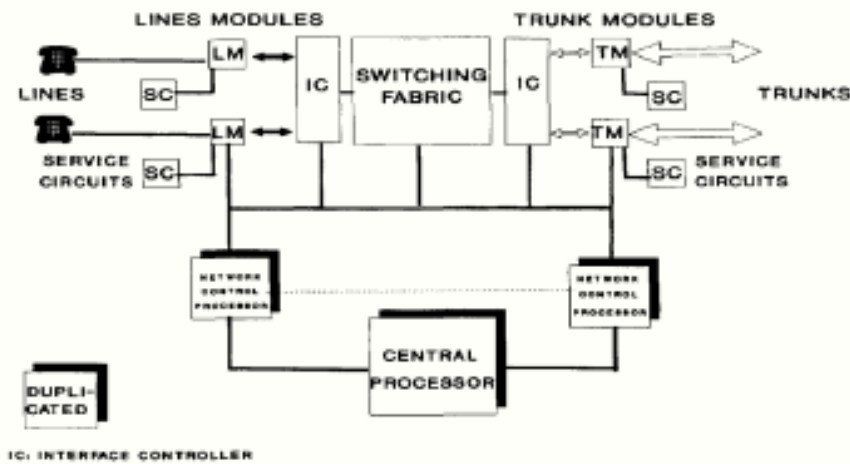 LINES MODULES
TRUNK MODULES
LM
IC
SWITCHING
FABRIC
IC
TM
LINES
SC
SC
TRUNKS
LM
TM
SERVICE
CIRCUITS
SC
SC
SERVICE
CIRCUITS
NETWORK
CONTROL
PROCESSOR
NETWORK
CONTROL
PROCESSOR
CENTRAL
PROCESSOR
DUPLI-
CATED
IC: INTERFACE CONTROLLER